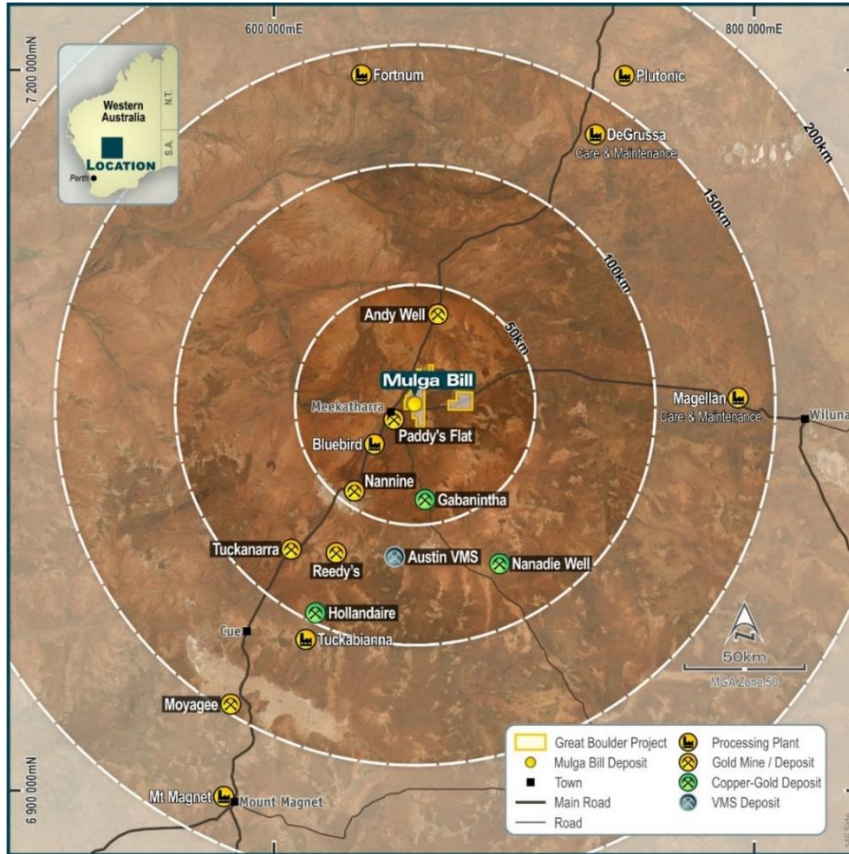 600 000mE
800 000mE
7 200 000mN
Western
Australia
N.T.
S.A.
LOCATION
Perth
Fortnum
Plutonic
DeGrussa
Care & Maintenance
200km
150km
100km
50km
Andy Well
Mulga Bill
Meekatharra
Paddy's Flat
Bluebird
Magellan
Care & Maintenance
Wiluna
Nannine
Gabanintha
Tuckanarra
Reedy's
Austin VMS
Nanadie Well
Hollandaire
Cue
Tuckabianna
N
50km
MGA Zone 50
Moyagee
6 900 000mN
Mt Magnet
Mount Magnet
Great Boulder Project
Mulga Bill Deposit
Town
Main Road
Road
Processing Plant
Gold Mine / Deposit
Copper-Gold Deposit
VMS Deposit